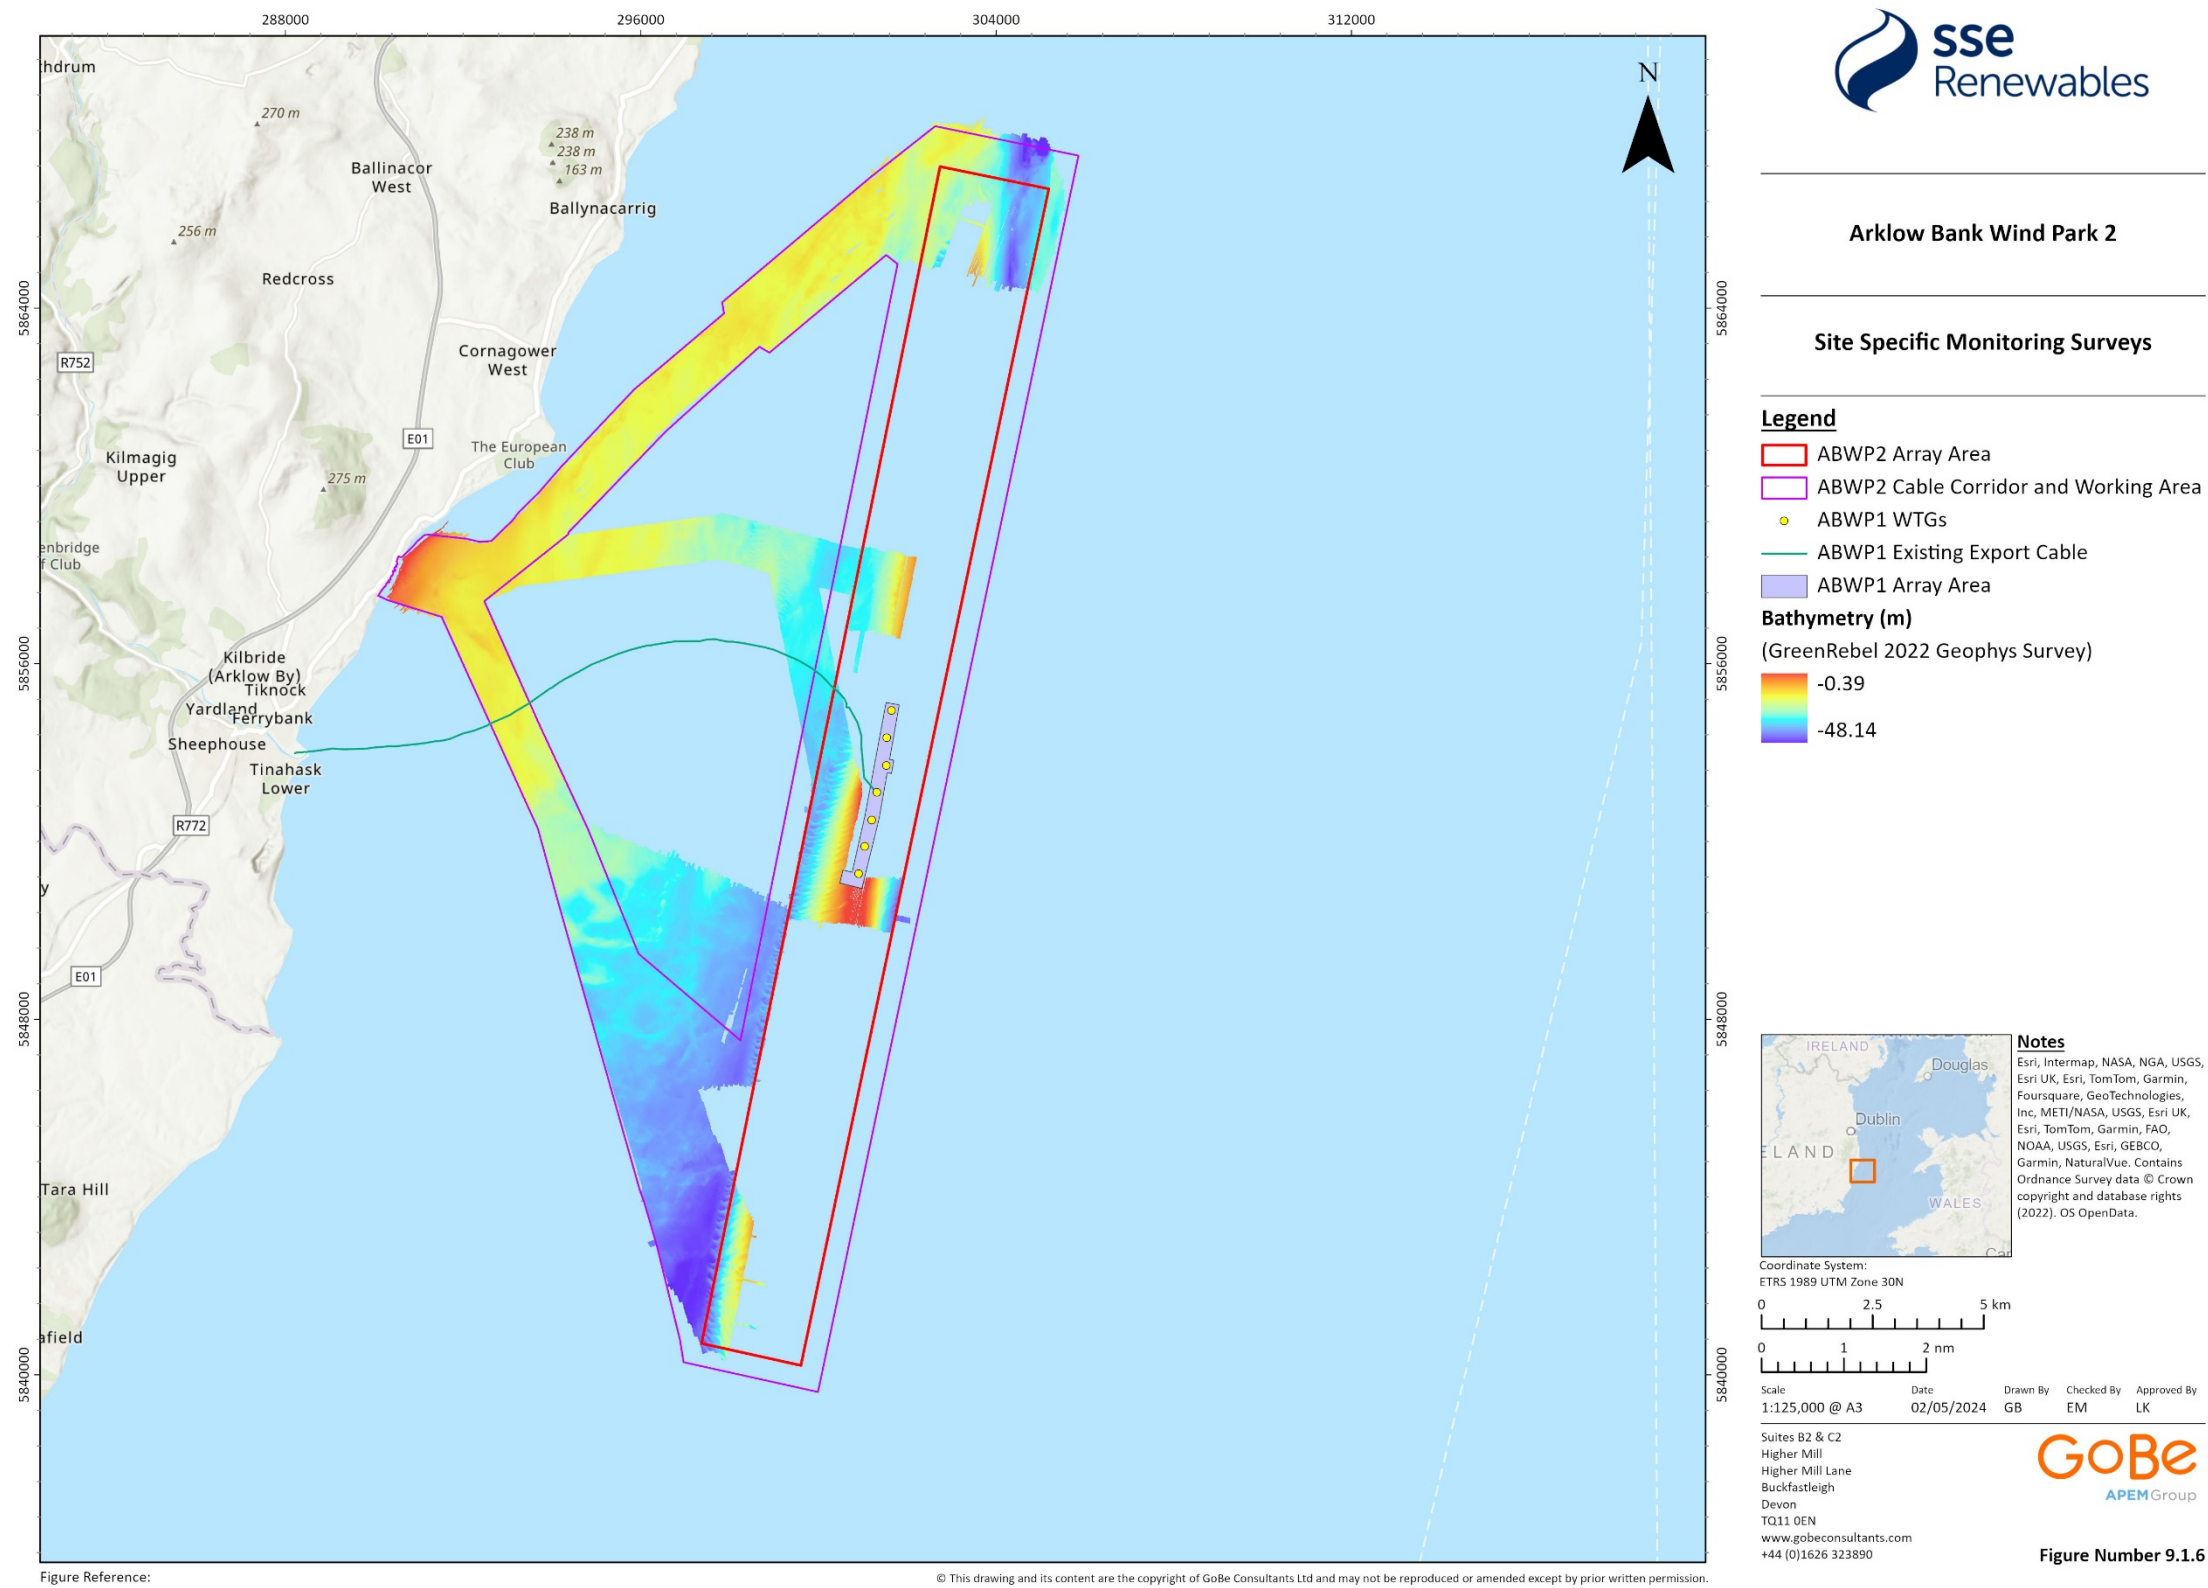 288000
296000
304000
312000
5864000
5856000
5848000
5840000
5864000
5856000
5848000
5840000
hdrum
270 m
238 m
238 m
163 m
Ballinacor
West
Ballynacarrig
256 m
Redcross
R752
Cornagower
West
E01
The European
Club
Kilmagig
Upper
275 m
enbridge
f Club
Kilbride
(Arklow By)
Tiknock
Yardland
Ferrybank
Sheephouse
Tinahask
Lower
R772
y
E01
Tara Hill
afield
N
sse
Renewables
Arklow Bank Wind Park 2
Site Specific Monitoring Surveys
Legend
ABWP2 Array Area
ABWP2 Cable Corridor and Working Area
ABWP1 WTGs
ABWP1 Existing Export Cable
ABWP1 Array Area
Bathymetry (m)
(GreenRebel 2022 Geophys Survey)
-0.39
-48.14
IRELAND
Douglas
Dublin
ELAND
WALES
Car
Notes
Esri, Intermap, NASA, NGA, USGS,
Esri UK, Esri, TomTom, Garmin,
Foursquare, GeoTechnologies,
Inc, METI/NASA, USGS, Esri UK,
Esri, TomTom, Garmin, FAO,
NOAA, USGS, Esri, GEBCO,
Garmin, NaturalVue. Contains
Ordnance Survey data © Crown
copyright and database rights
(2022). OS OpenData.
Coordinate System:
ETRS 1989 UTM Zone 30N
0 2.5 5 km
0 1 2 nm
Scale Date Drawn By Checked By Approved By
1:125,000 @ A3 02/05/2024 GB EM LK
Suites B2 & C2
Higher Mill
Higher Mill Lane
Buckfastleigh
Devon
TQ11 0EN
www.gobeconsultants.com
+44 (0)1626 323890
GoBe
APEMGroup
Figure Number 9.1.6
Figure Reference:
© This drawing and its content are the copyright of GoBe Consultants Ltd and may not be reproduced or amended except by prior written permission.